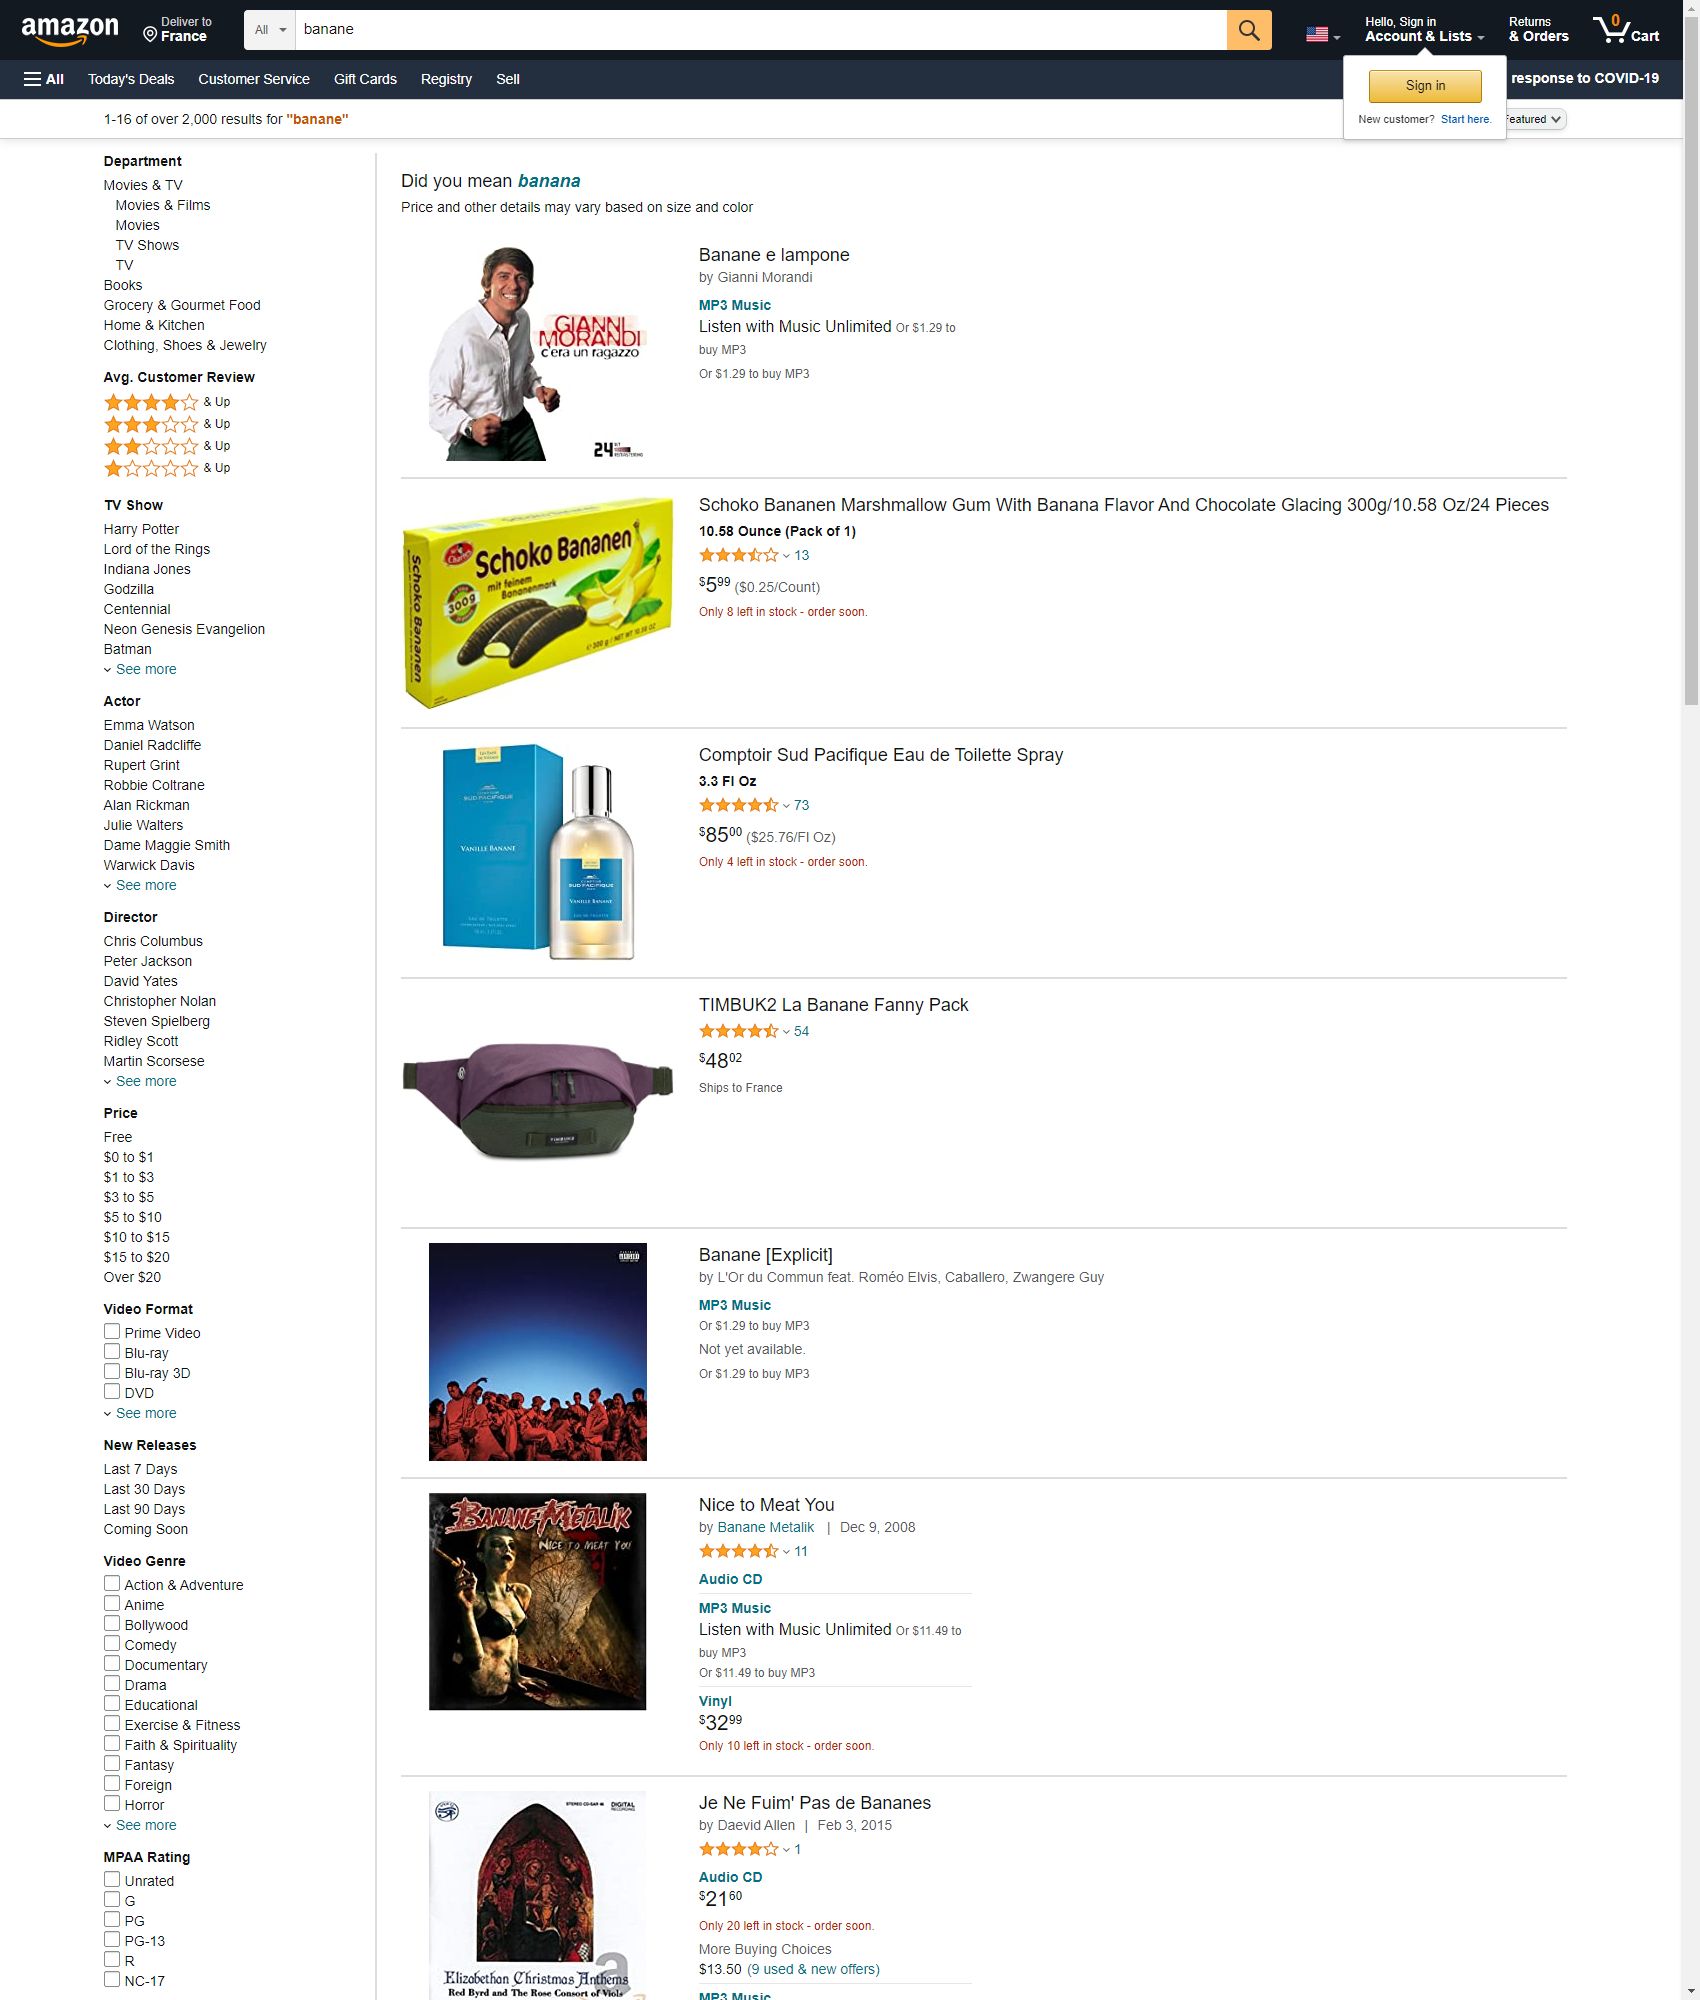 amazon
Deliver to
France
All
banane
Hello, Sign in
Account & Lists
Returns
& Orders
0
Cart
All
Today's Deals
Customer Service
Gift Cards
Registry
Sell
response to COVID-19
Sign in
New customer? Start here.
1-16 of over 2,000 results for "banane"
Featured
Department
Movies & TV
Movies & Films
Movies
TV Shows
TV
Books
Grocery & Gourmet Food
Home & Kitchen
Clothing, Shoes & Jewelry
Avg. Customer Review
& Up
& Up
& Up
& Up
TV Show
Harry Potter
Lord of the Rings
Indiana Jones
Godzilla
Centennial
Neon Genesis Evangelion
Batman
See more
Actor
Emma Watson
Daniel Radcliffe
Rupert Grint
Robbie Coltrane
Alan Rickman
Julie Walters
Dame Maggie Smith
Warwick Davis
See more
Director
Chris Columbus
Peter Jackson
David Yates
Christopher Nolan
Steven Spielberg
Ridley Scott
Martin Scorsese
See more
Price
Free
$0 to $1
$1 to $3
$3 to $5
$5 to $10
$10 to $15
$15 to $20
Over $20
Video Format
Prime Video
Blu-ray
Blu-ray 3D
DVD
See more
New Releases
Last 7 Days
Last 30 Days
Last 90 Days
Coming Soon
Video Genre
Action & Adventure
Anime
Bollywood
Comedy
Documentary
Drama
Educational
Exercise & Fitness
Faith & Spirituality
Fantasy
Foreign
Horror
See more
MPAA Rating
Unrated
G
PG
PG-13
R
NC-17
Did you mean banana
Price and other details may vary based on size and color
GIANNI
MORANDI
c'era un ragazzo
24
Banane e lampone
by Gianni Morandi
MP3 Music
Listen with Music Unlimited Or $1.29 to
buy MP3
Or $1.29 to buy MP3
Schoko Bananen
Schoko Bananen
mit feinem
Bananenmark
300g
Schoko Bananen Marshmallow Gum With Banana Flavor And Chocolate Glacing 300g/10.58 Oz/24 Pieces
10.58 Ounce (Pack of 1)
13
$599 ($0.25/Count)
Only 8 left in stock - order soon.
SUD PACIFIQUE
VANILLE BANANE
SUD PACIFIQUE
VANILLE BANANE
Comptoir Sud Pacifique Eau de Toilette Spray
3.3 Fl Oz
73
$8500 ($25.76/Fl Oz)
Only 4 left in stock - order soon.
TIMBUK2
TIMBUK2 La Banane Fanny Pack
54
$4802
Ships to France
Banane [Explicit]
by L'Or du Commun feat. Roméo Elvis, Caballero, Zwangere Guy
MP3 Music
Or $1.29 to buy MP3
Not yet available.
Or $1.29 to buy MP3
BANANE METALIK
NICE TO MEAT YOU
Nice to Meat You
by Banane Metalik | Dec 9, 2008
11
Audio CD
MP3 Music
Listen with Music Unlimited Or $11.49 to
buy MP3
Or $11.49 to buy MP3
Vinyl
$3299
Only 10 left in stock - order soon.
DIGITAL
RECORDING
Elizabethan Christmas Anthems
Red Byrd and The Rose Consort of Viols
a
Je Ne Fuim' Pas de Bananes
by Daevid Allen | Feb 3, 2015
1
Audio CD
$2160
Only 20 left in stock - order soon.
More Buying Choices
$13.50 (9 used & new offers)
MP3 Music